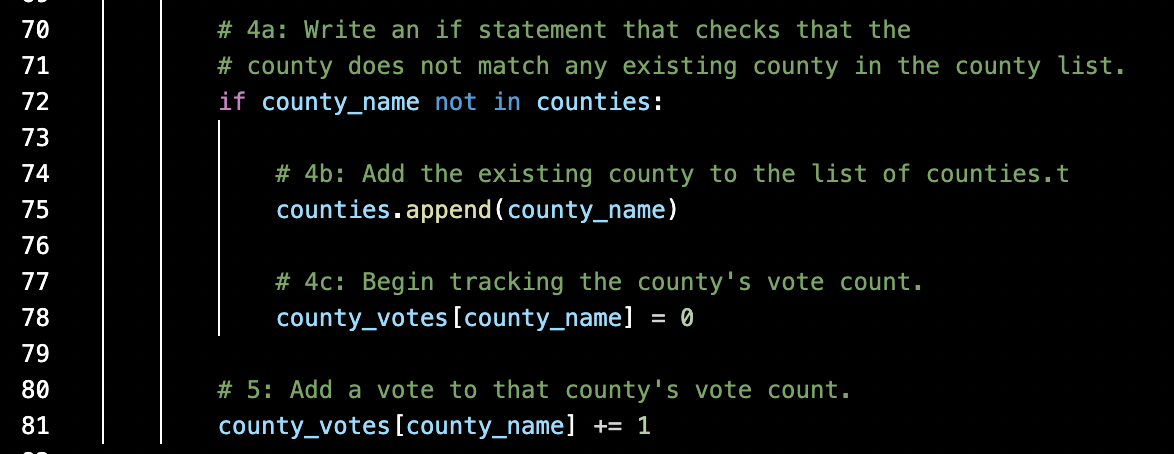 70 # 4a: Write an if statement that checks that the
71 # county does not match any existing county in the county list.
72 if county_name not in counties:
73
74 # 4b: Add the existing county to the list of counties.t
75 counties.append(county_name)
76
77 # 4c: Begin tracking the county's vote count.
78 county_votes[county_name] = 0
79
80 # 5: Add a vote to that county's vote count.
81 county_votes[county_name] += 1